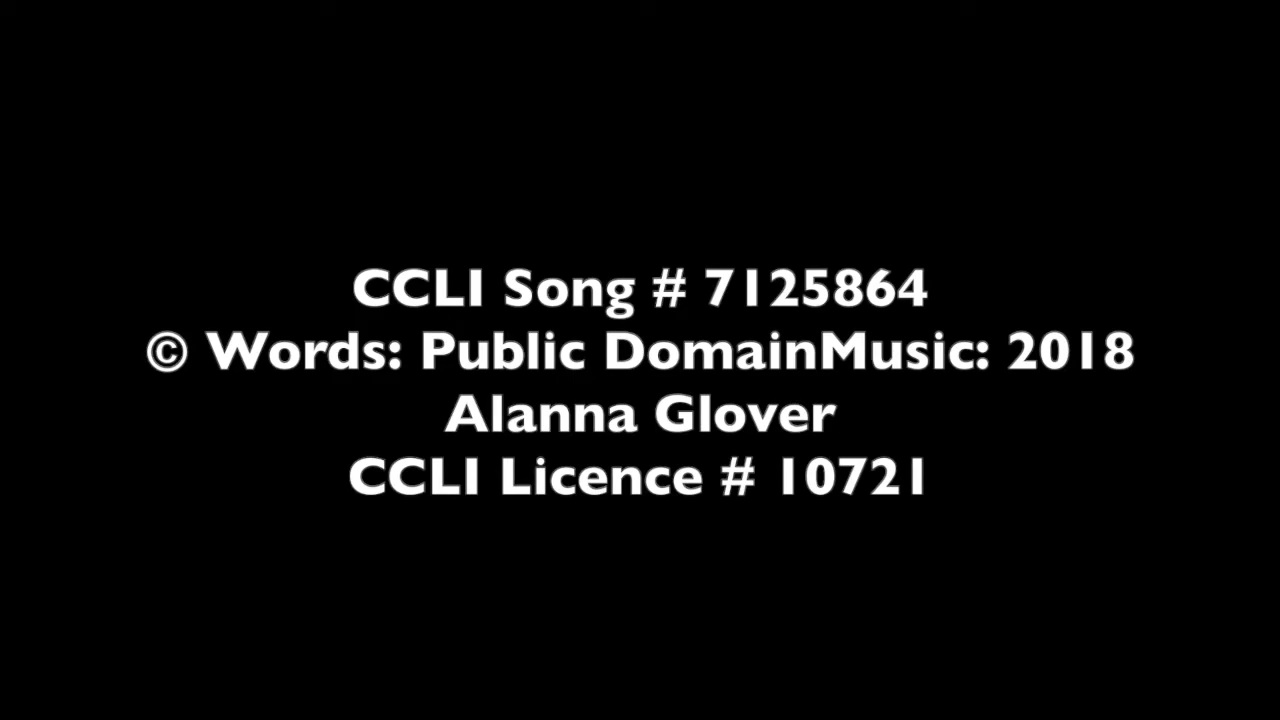 CCLI Song # 7125864
© Words: Public DomainMusic: 2018
Alanna Glover
CCLI Licence # 10721